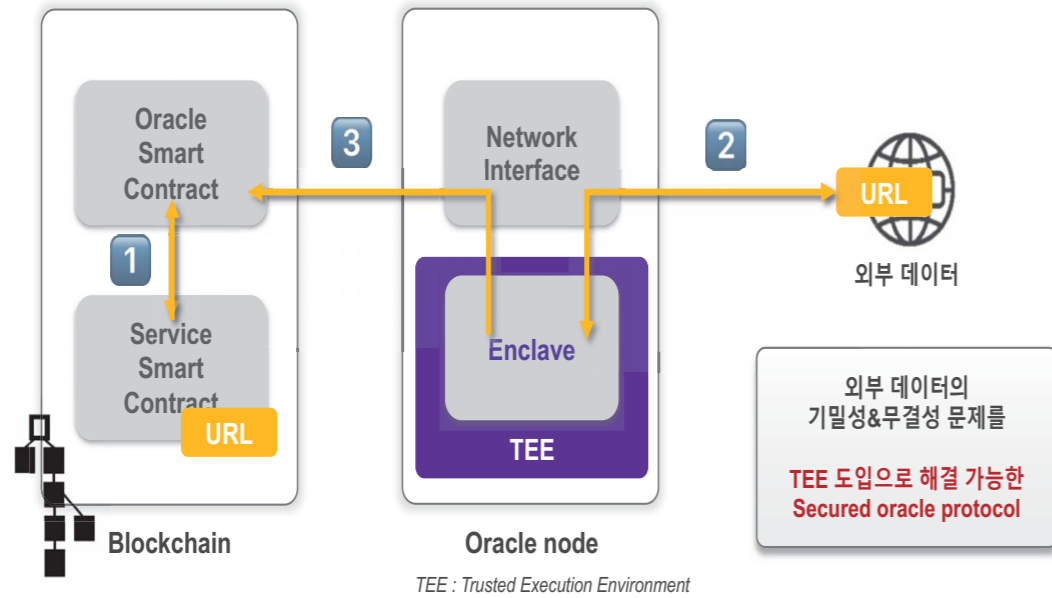 Oracle
Smart
Contract
1
Service
Smart
Contract
URL
Blockchain
3
Network
Interface
Enclave
TEE
Oracle node
TEE : Trusted Execution Environment
2
URL
외부 데이터
외부 데이터의
기밀성&무결성 문제를
TEE 도입으로 해결 가능한
Secured oracle protocol